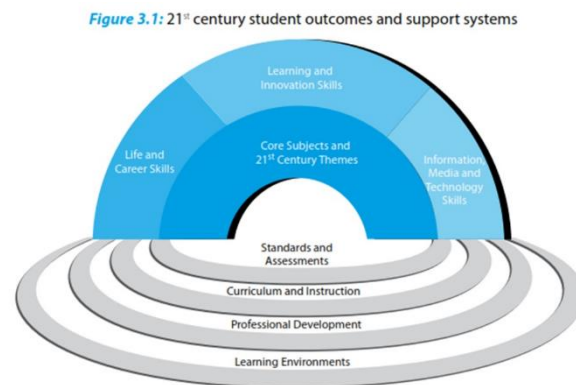 Figure 3.1: 21st century student outcomes and support systems
Learning and
Innovation Skills
Life and
Career Skills
Core Subjects and
21st Century Themes
Information,
Media and
Technology
Skills
Standards and
Assessments
Curriculum and Instruction
Professional Development
Learning Environments